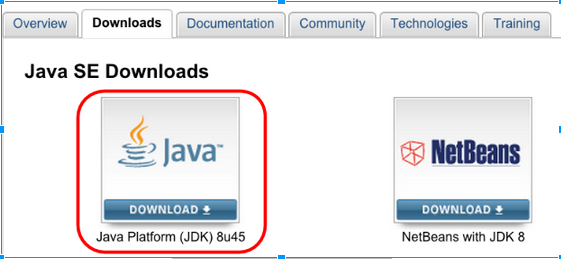 Overview Downloads Documentation Community Technologies Training
Java SE Downloads
Java™ NetBeans
DOWNLOAD DOWNLOAD
Java Platform (JDK) 8u45 NetBeans with JDK 8